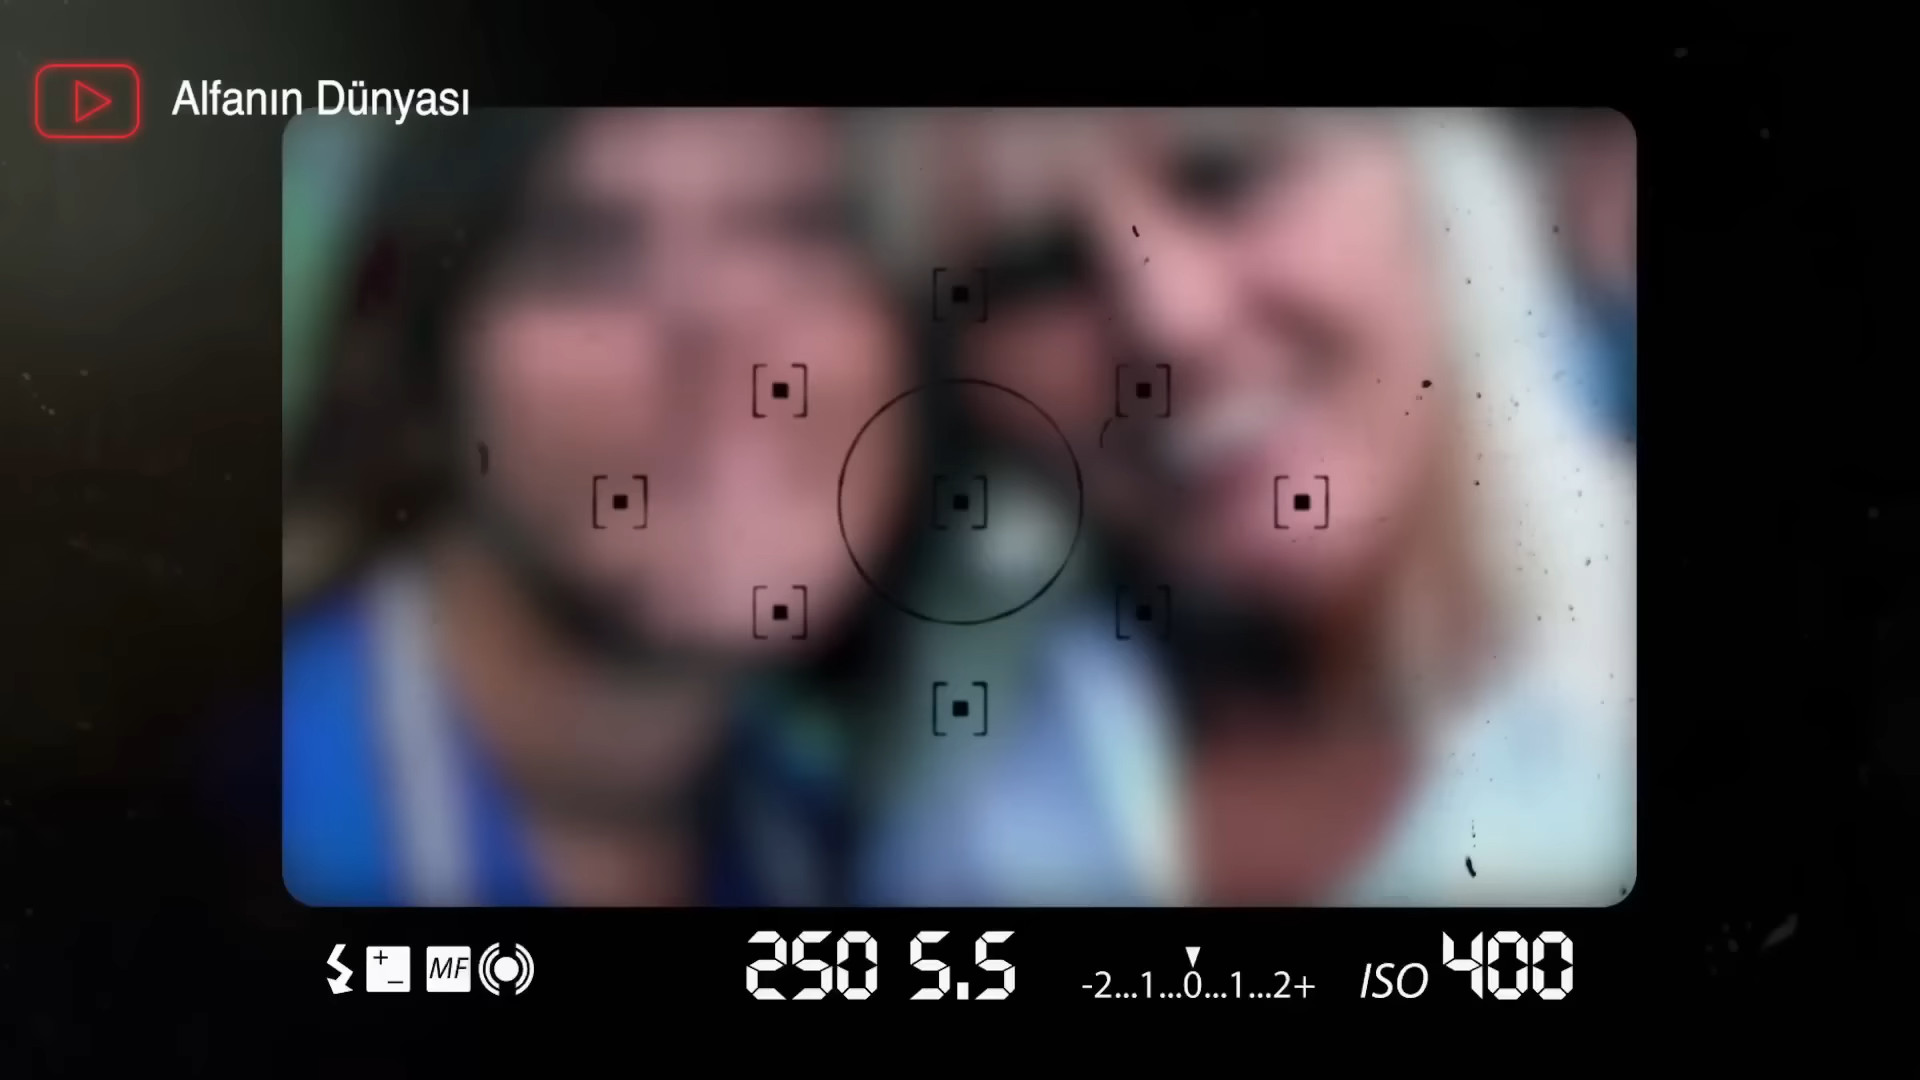 Alfanın Dünyası
+
–
MF
250 5.5
-2...1...0...1...2+
ISO 400